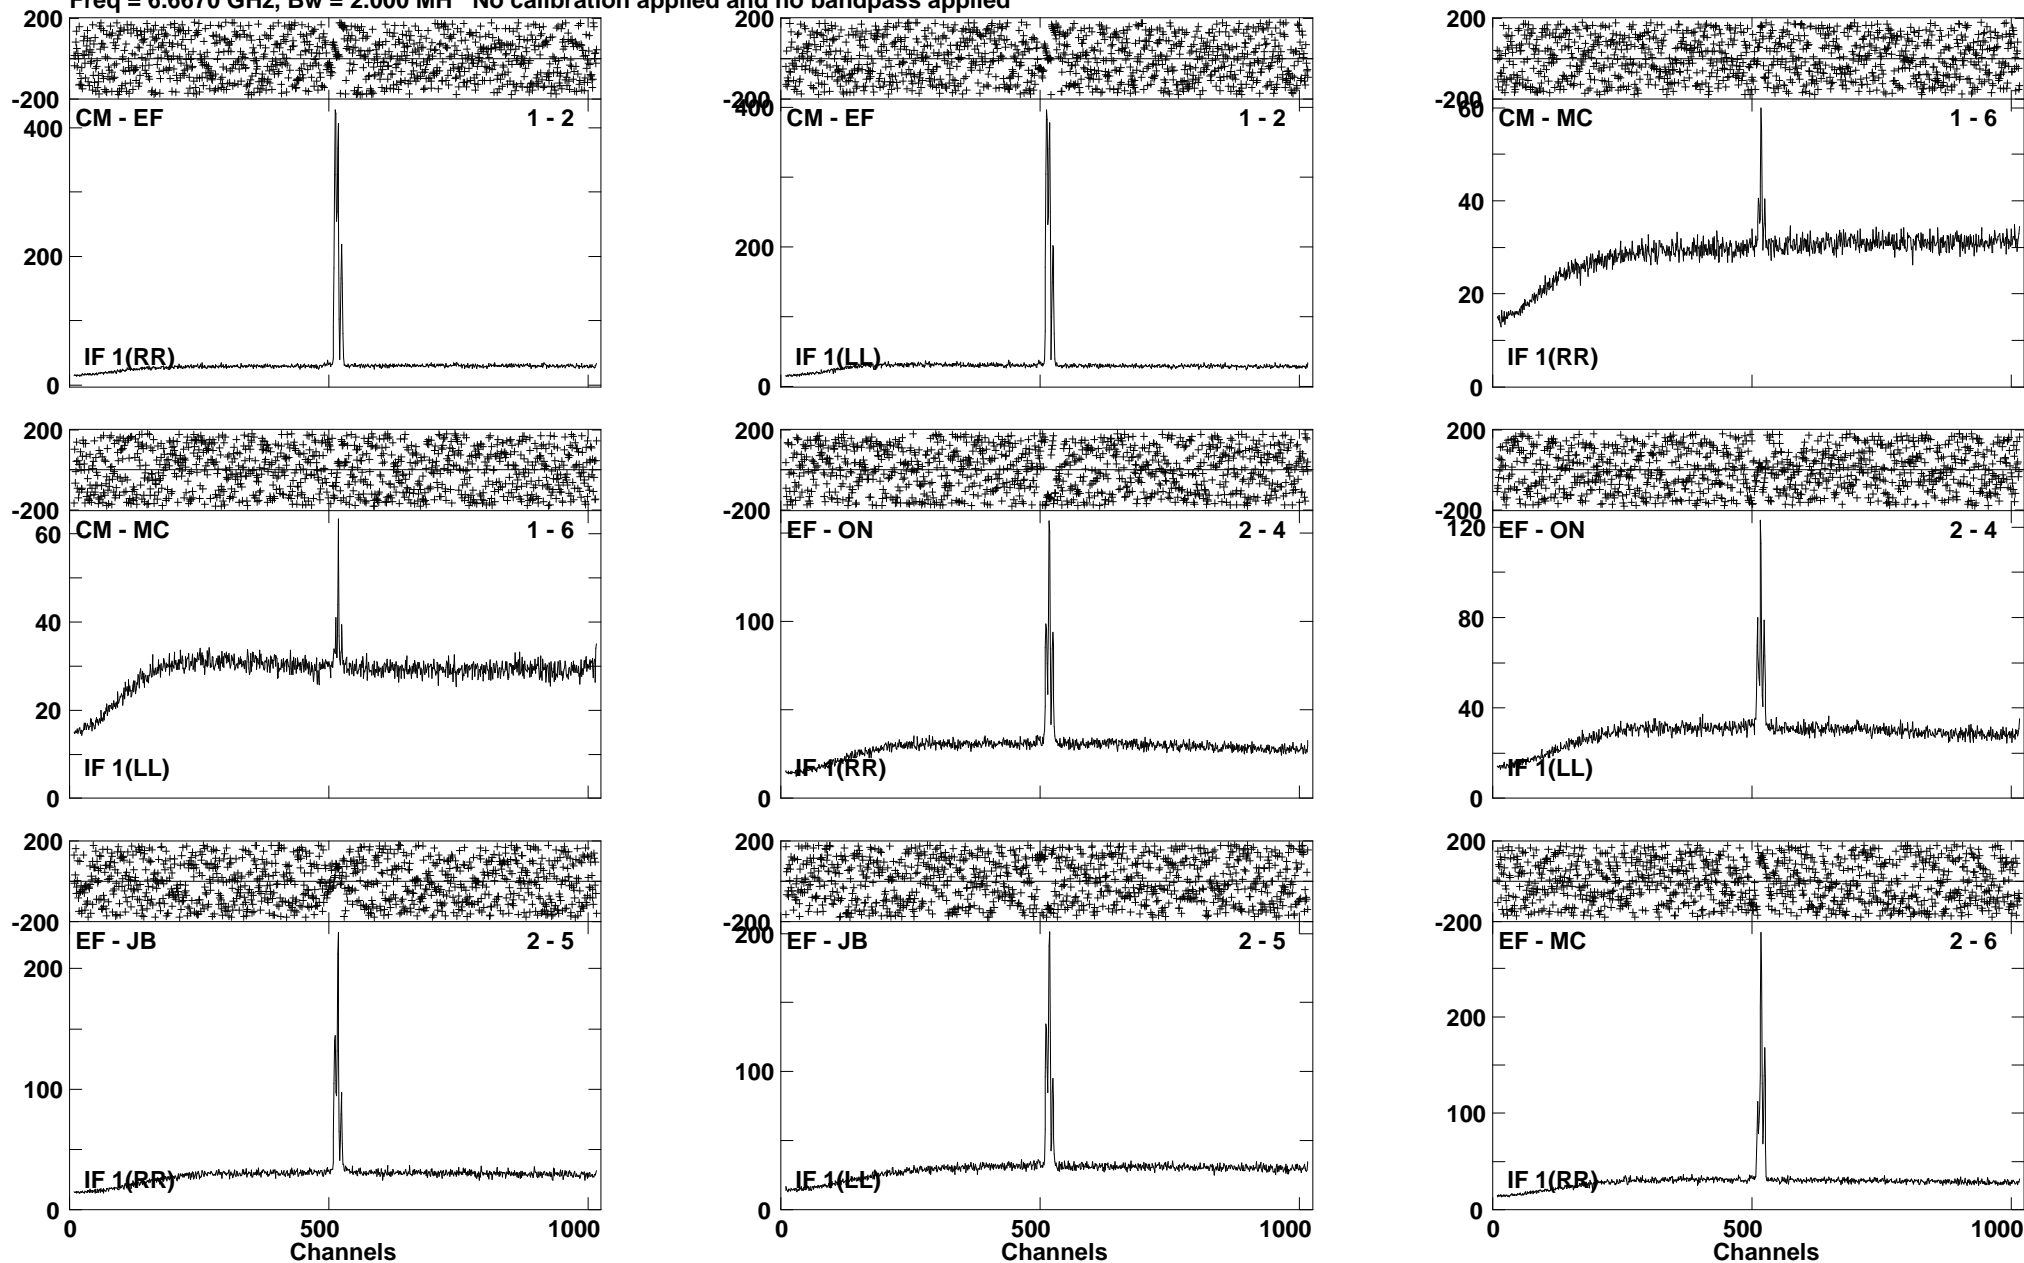 Freq = 6.6670 GHz, Bw = 2.000 MH No calibration applied and no bandpass applied
200
-200
CM - EF 1 - 2
400
200
IF 1(RR)
0
200
-200
400
CM - EF 1 - 2
200
IF 1(LL)
0
200
-200
60
CM - MC 1 - 6
40
20
IF 1(RR)
0
200
-200
CM - MC 1 - 6
60
40
20
IF 1(LL)
0
200
-200
EF - ON 2 - 4
100
IF 1(RR)
0
200
-200
120
EF - ON 2 - 4
80
40
IF 1(LL)
0
200
-200
EF - JB 2 - 5
200
100
IF 1(RR)
0
0 500 1000
Channels
200
-200
200
EF - JB 2 - 5
100
IF 1(LL)
0
0 500 1000
Channels
200
-200
EF - MC 2 - 6
200
100
IF 1(RR)
0
0 500 1000
Channels